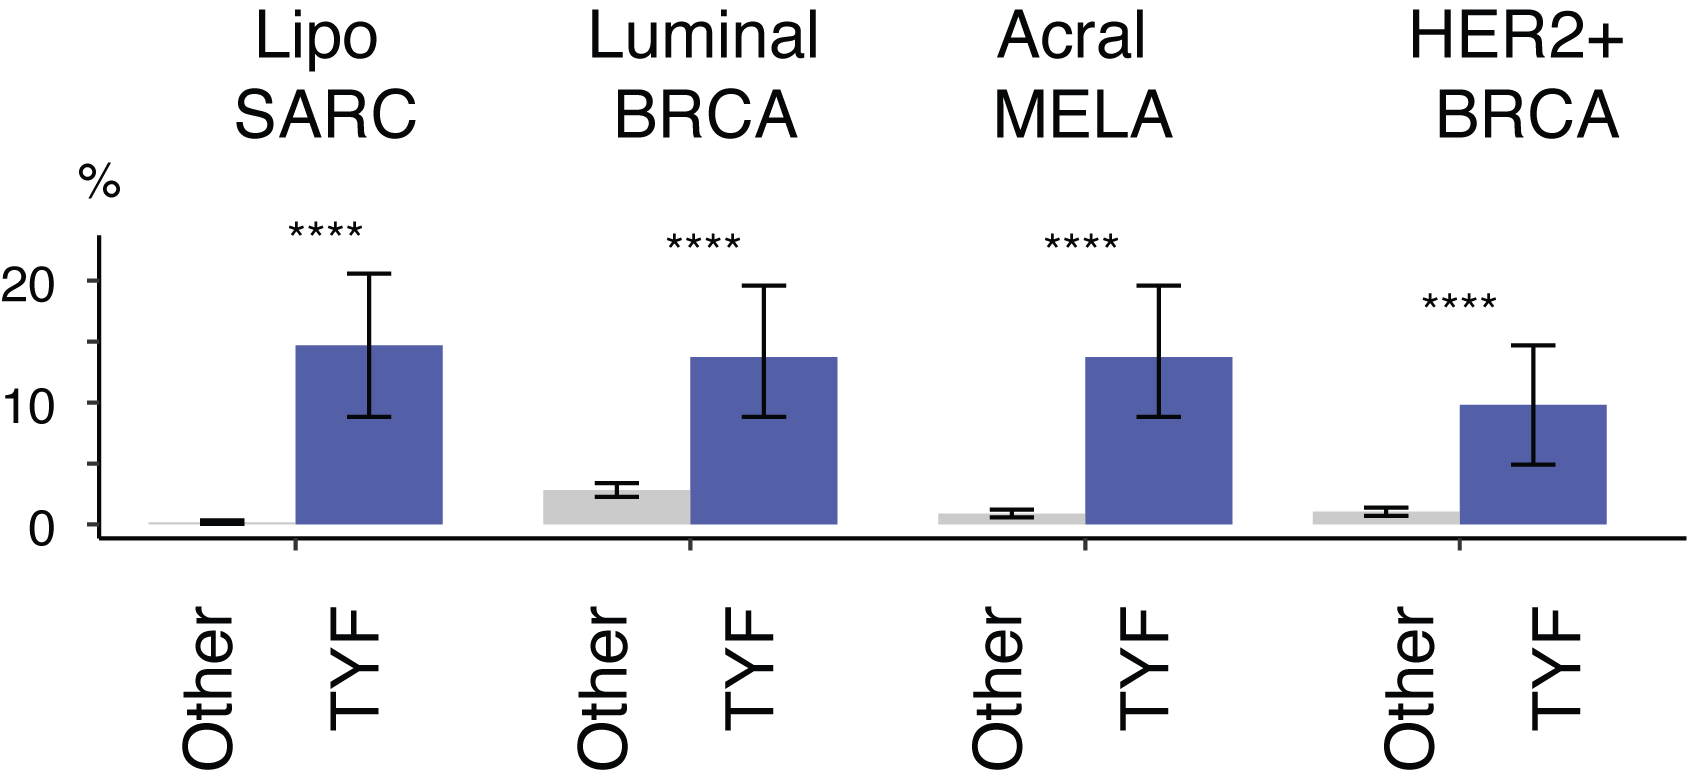 Lipo SARC
Luminal BRCA
Acral MELA
HER2+ BRCA
%
****
****
****
****
20
10
0
Other
TYF
Other
TYF
Other
TYF
Other
TYF